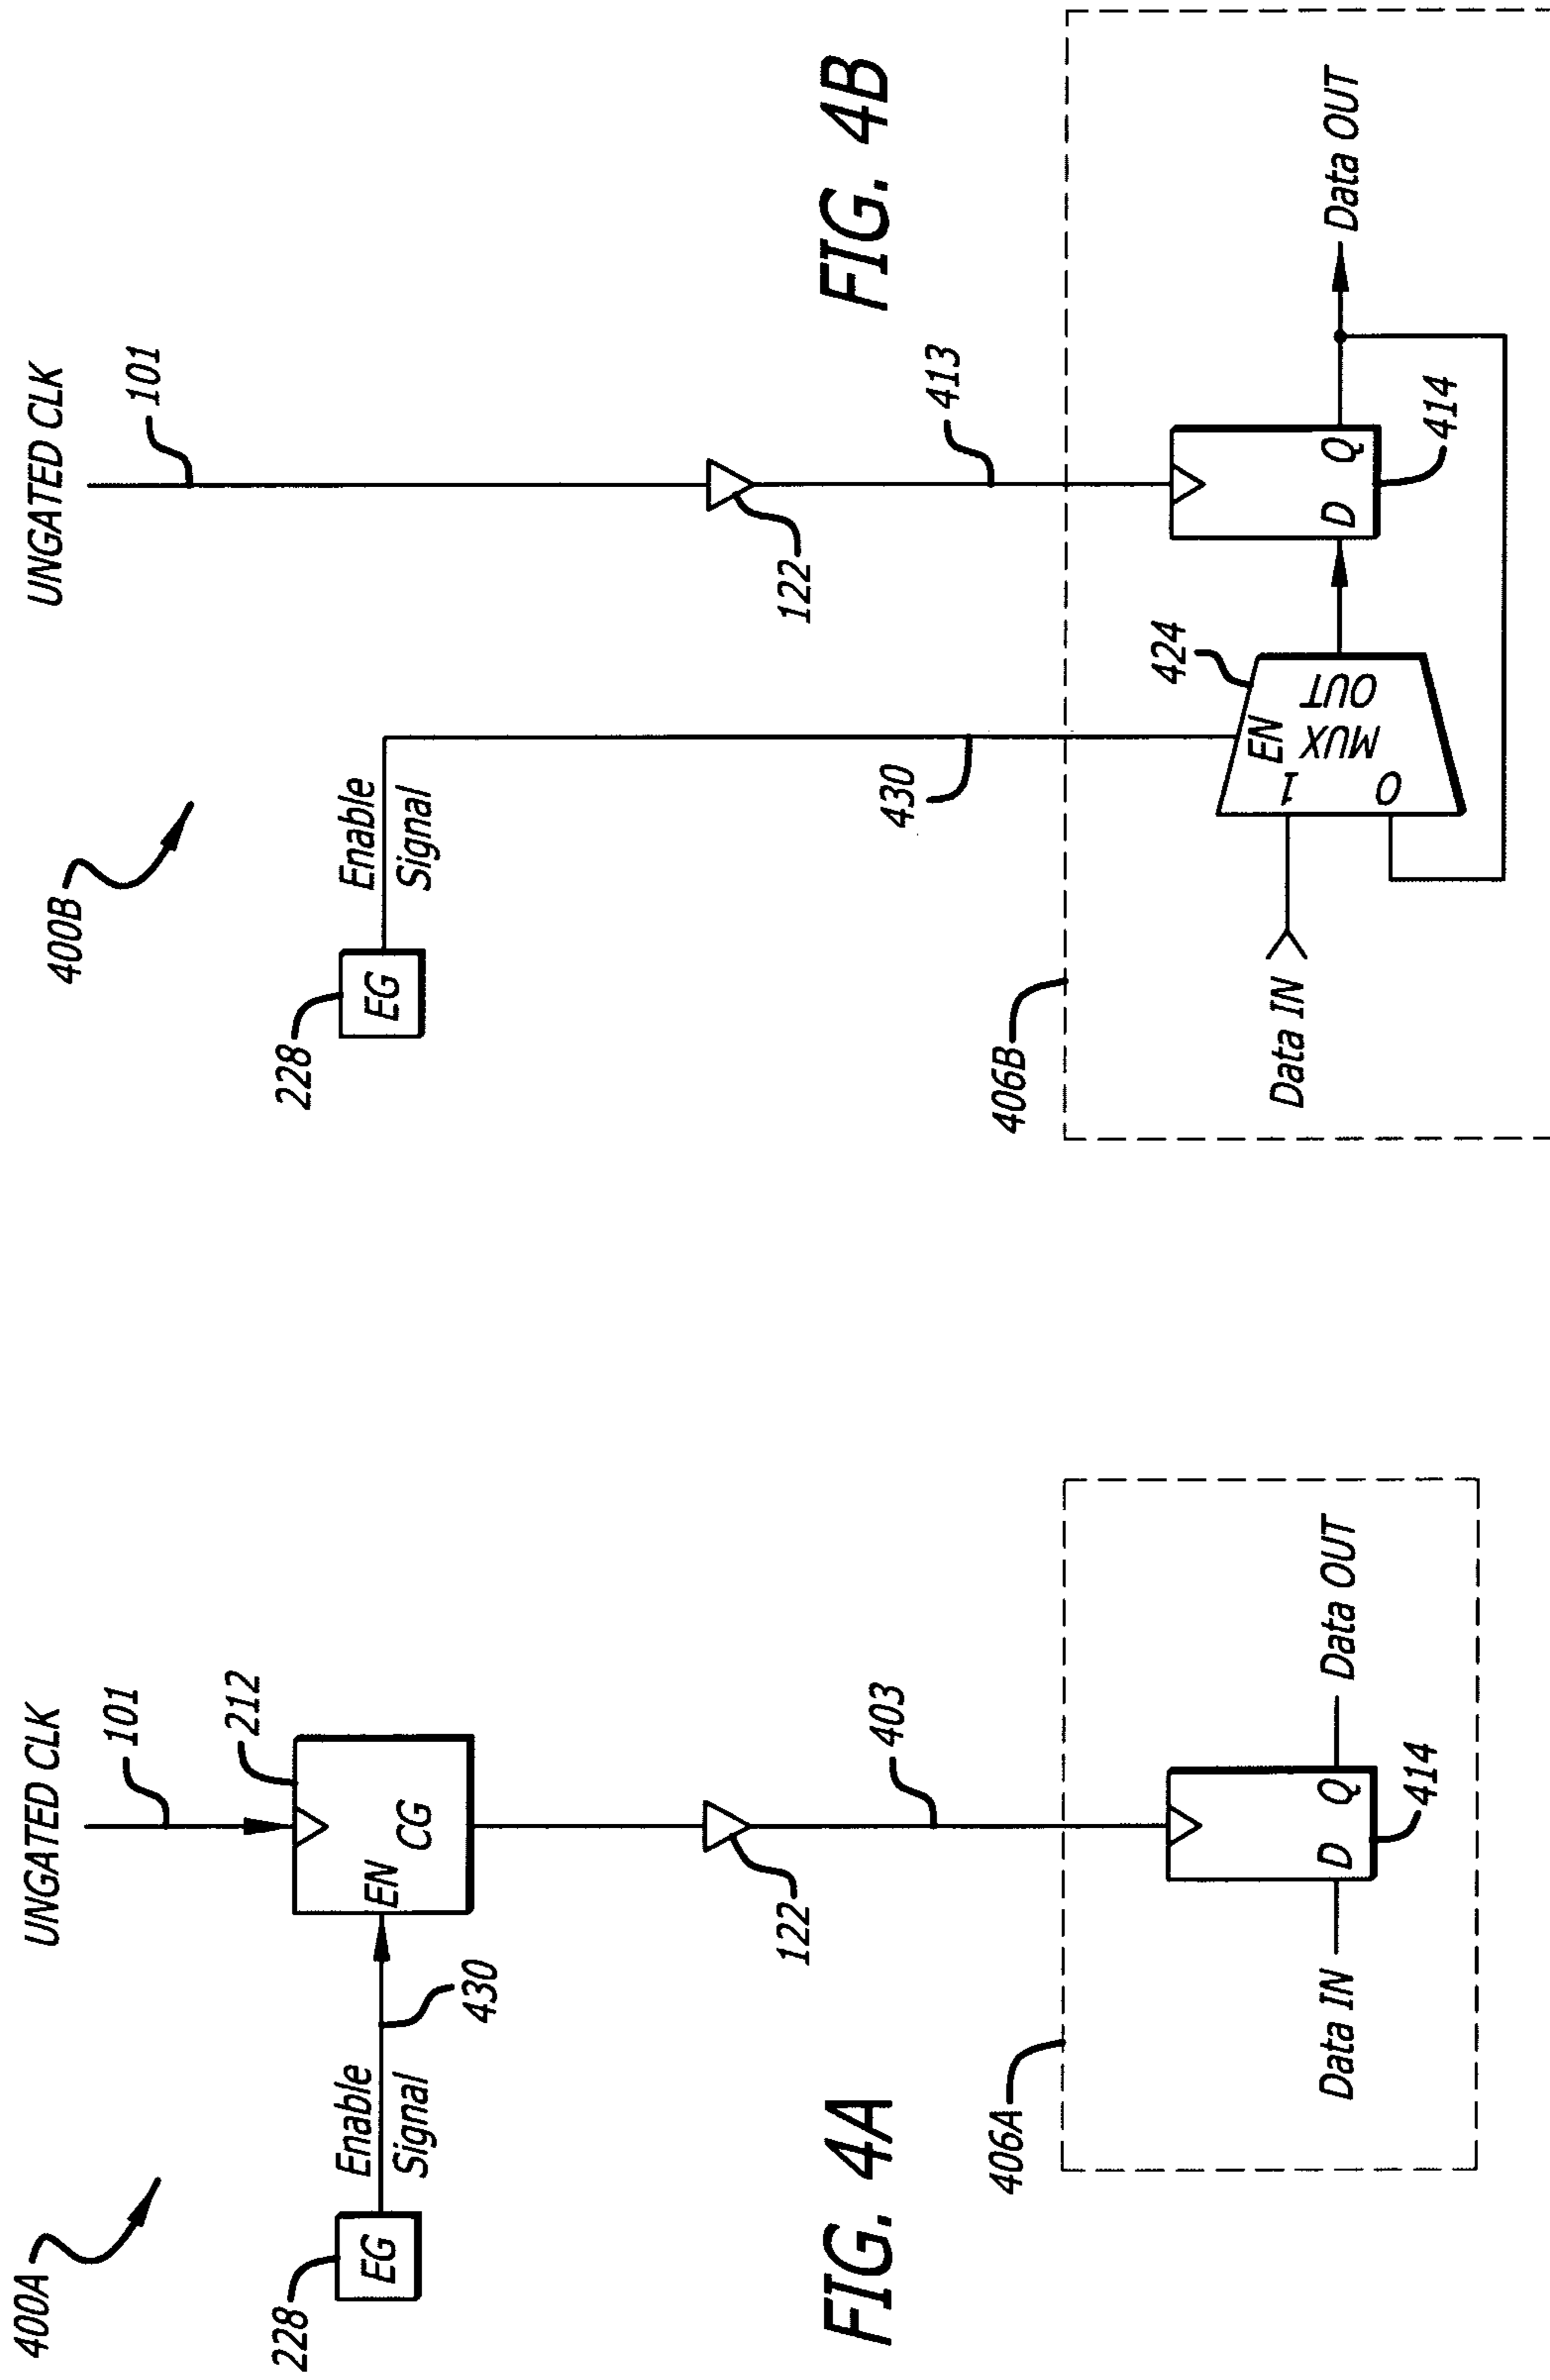 400A
UNGATED CLK
101
212
EN
CG
228
EG
Enable
Signal
430
122
403
FIG. 4A
406A
Data IN
D
Q
Data OUT
414
400B
UNGATED CLK
101
228
EG
Enable
Signal
122
413
FIG. 4B
430
406B
424
EN
1
MUX
OUT
0
Data IN
D
Q
Data OUT
414